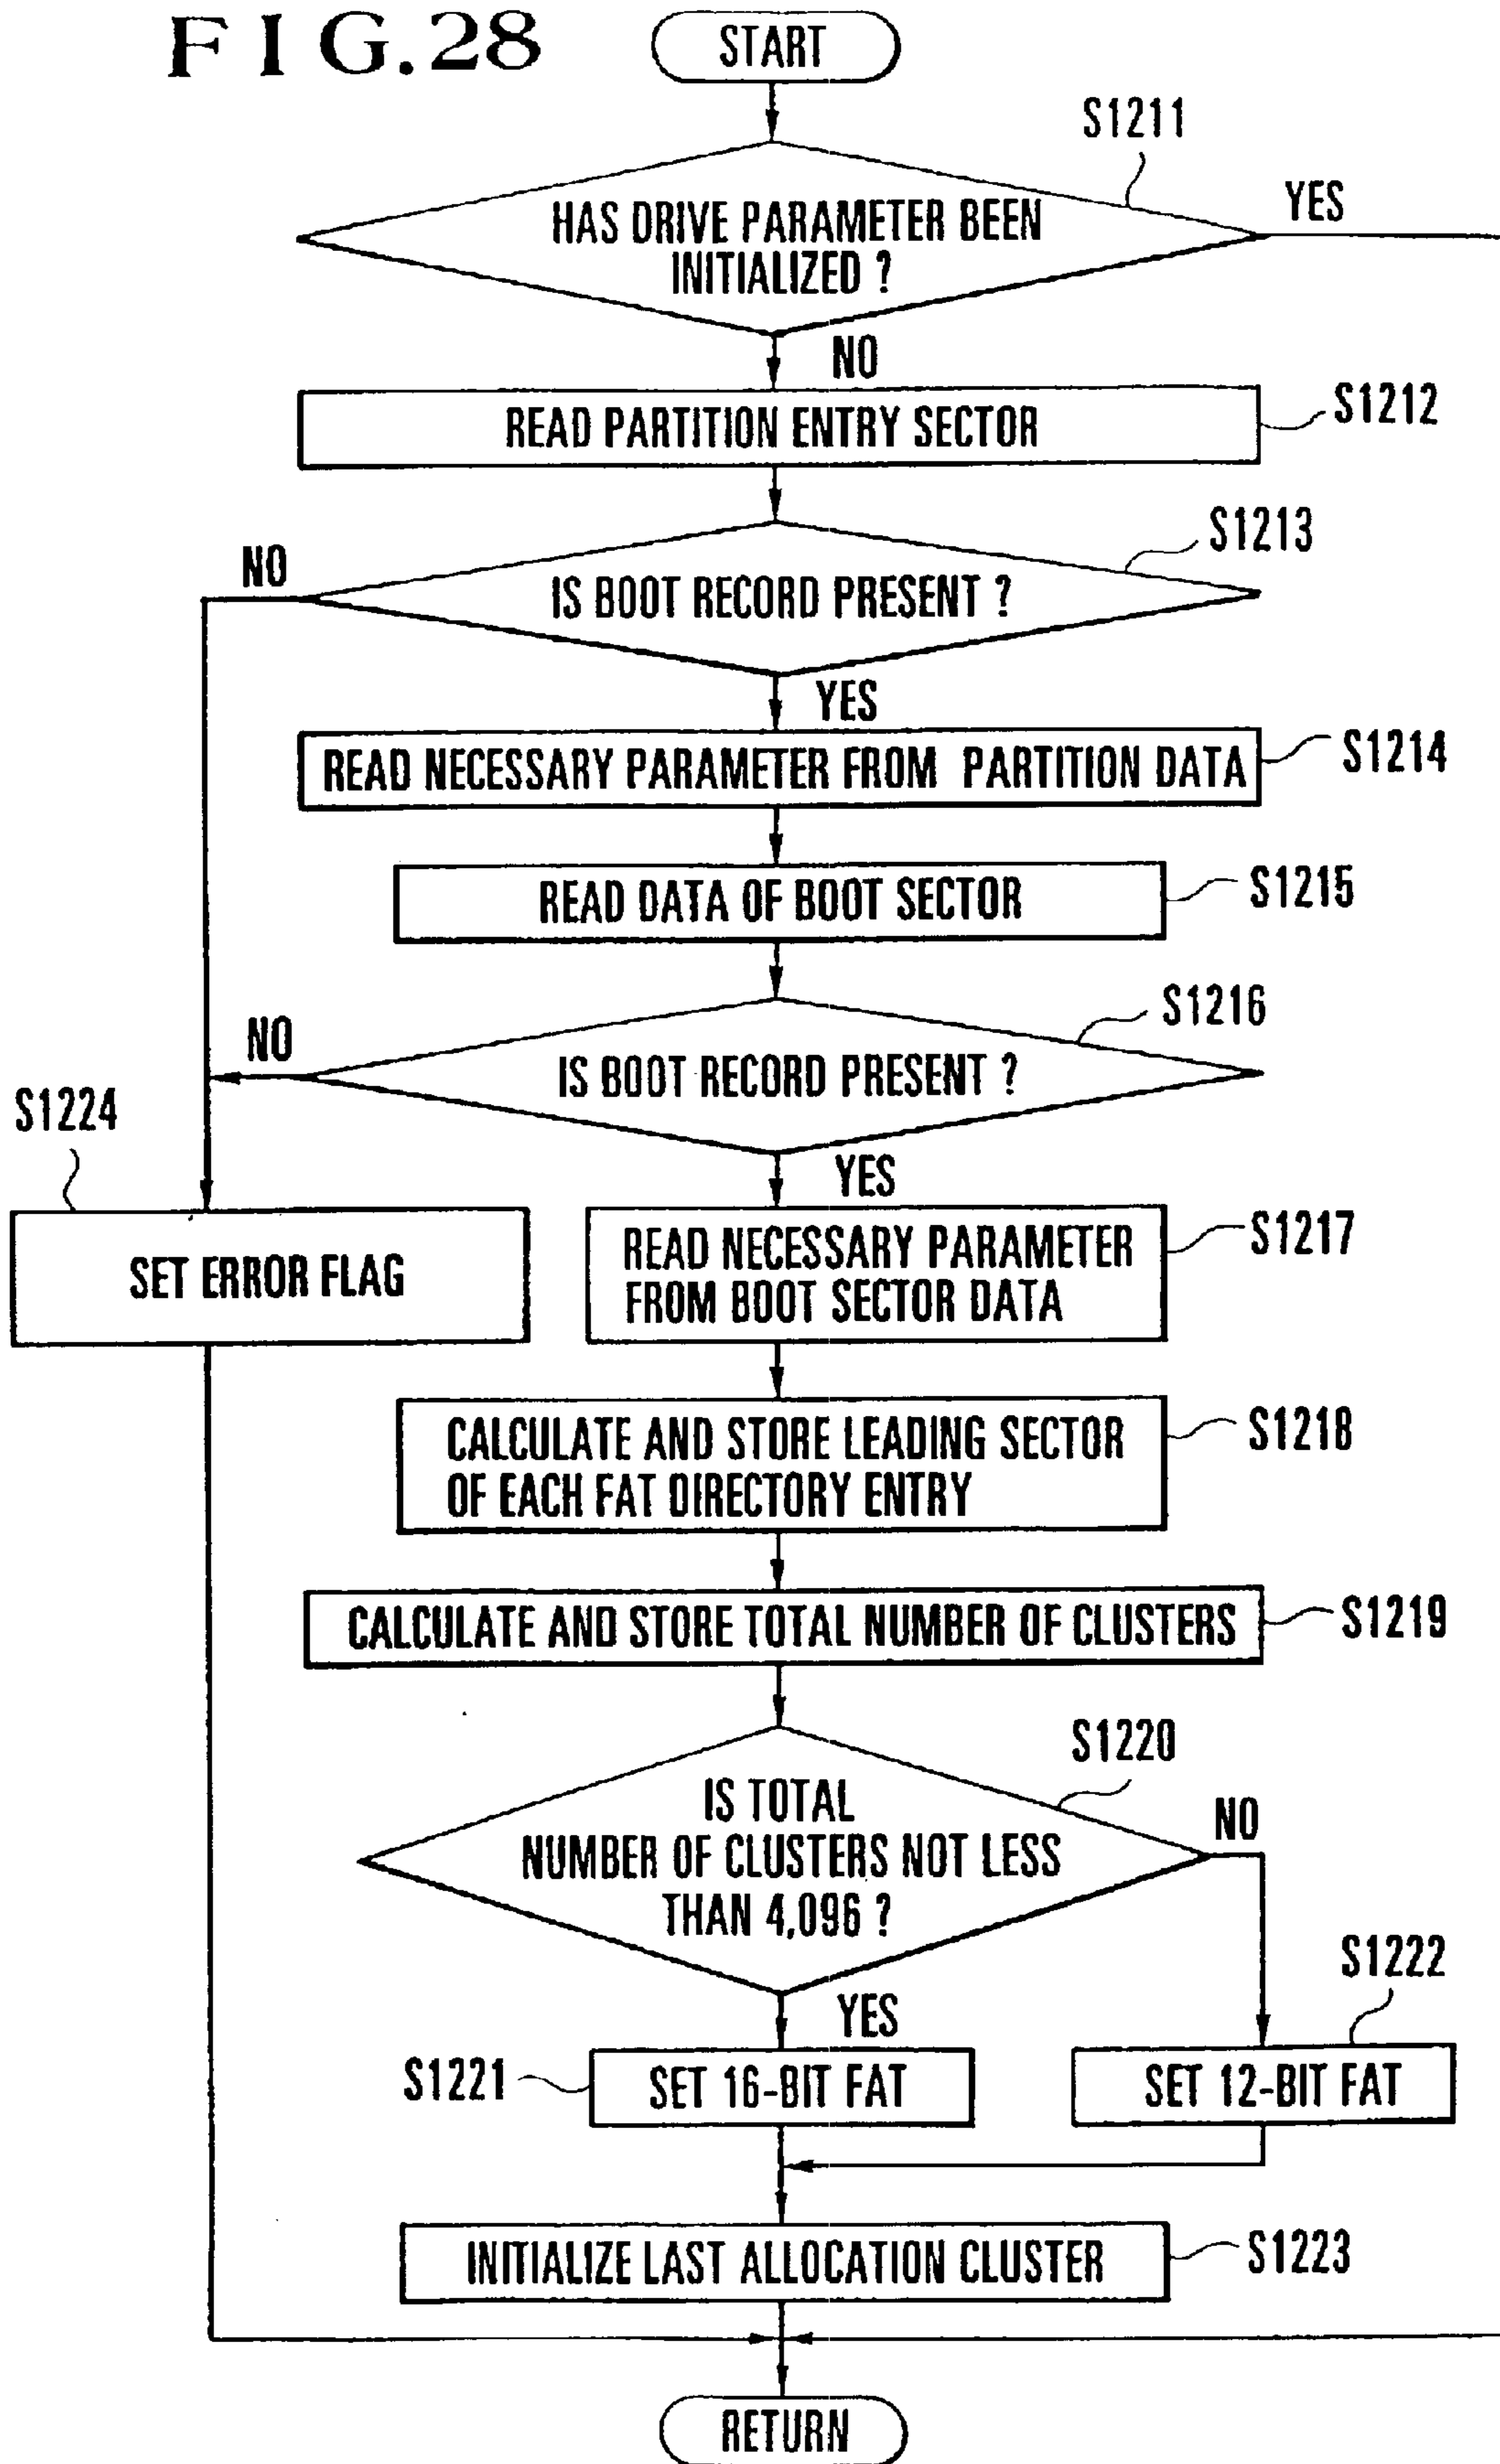 FIG.28
START
S1211
HAS DRIVE PARAMETER BEEN
INITIALIZED ?
YES
NO
READ PARTITION ENTRY SECTOR
S1212
S1213
NO
IS BOOT RECORD PRESENT ?
YES
READ NECESSARY PARAMETER FROM PARTITION DATA
S1214
READ DATA OF BOOT SECTOR
S1215
S1216
NO
IS BOOT RECORD PRESENT ?
S1224
YES
SET ERROR FLAG
READ NECESSARY PARAMETER
FROM BOOT SECTOR DATA
S1217
CALCULATE AND STORE LEADING SECTOR
OF EACH FAT DIRECTORY ENTRY
S1218
CALCULATE AND STORE TOTAL NUMBER OF CLUSTERS
S1219
S1220
IS TOTAL
NUMBER OF CLUSTERS NOT LESS
THAN 4,096 ?
NO
YES
S1222
S1221
SET 16-BIT FAT
SET 12-BIT FAT
INITIALIZE LAST ALLOCATION CLUSTER
S1223
RETURN